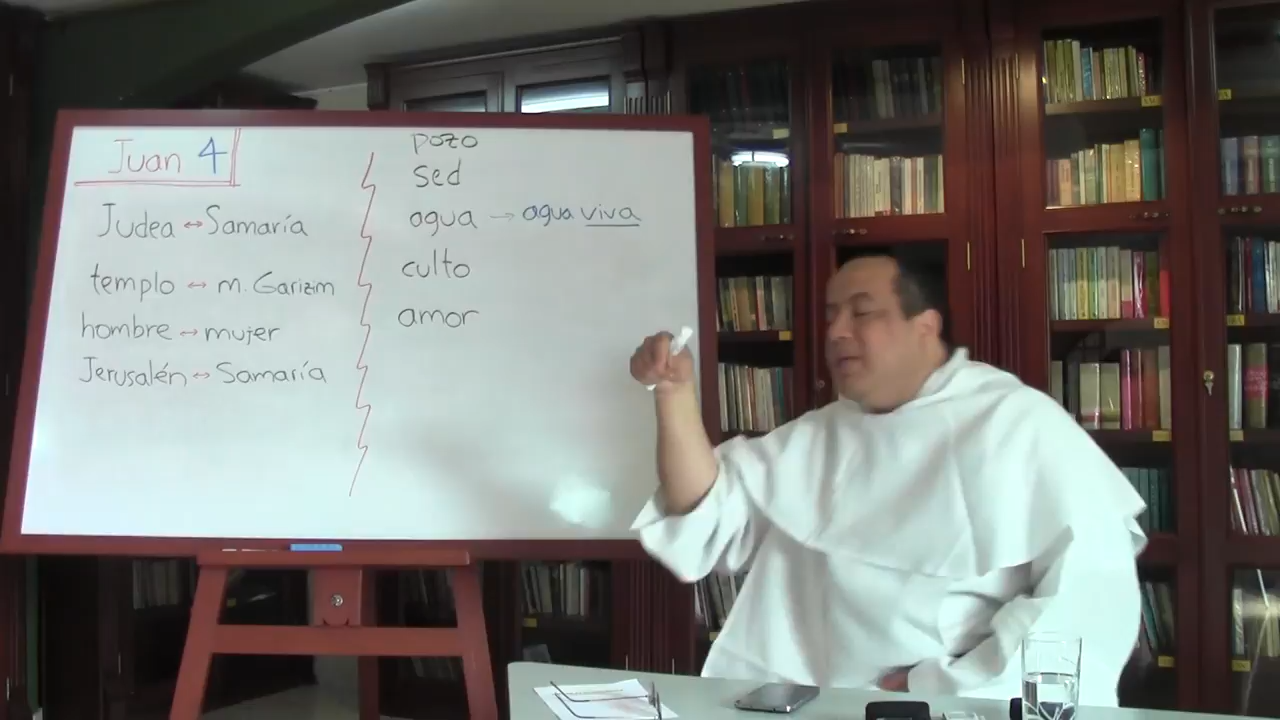 Juan 4
Judea ↔ Samaría
templo ↔ m. Garizim
hombre ↔ mujer
Jerusalén ↔ Samaría
pozo
sed
agua → agua viva
culto
amor